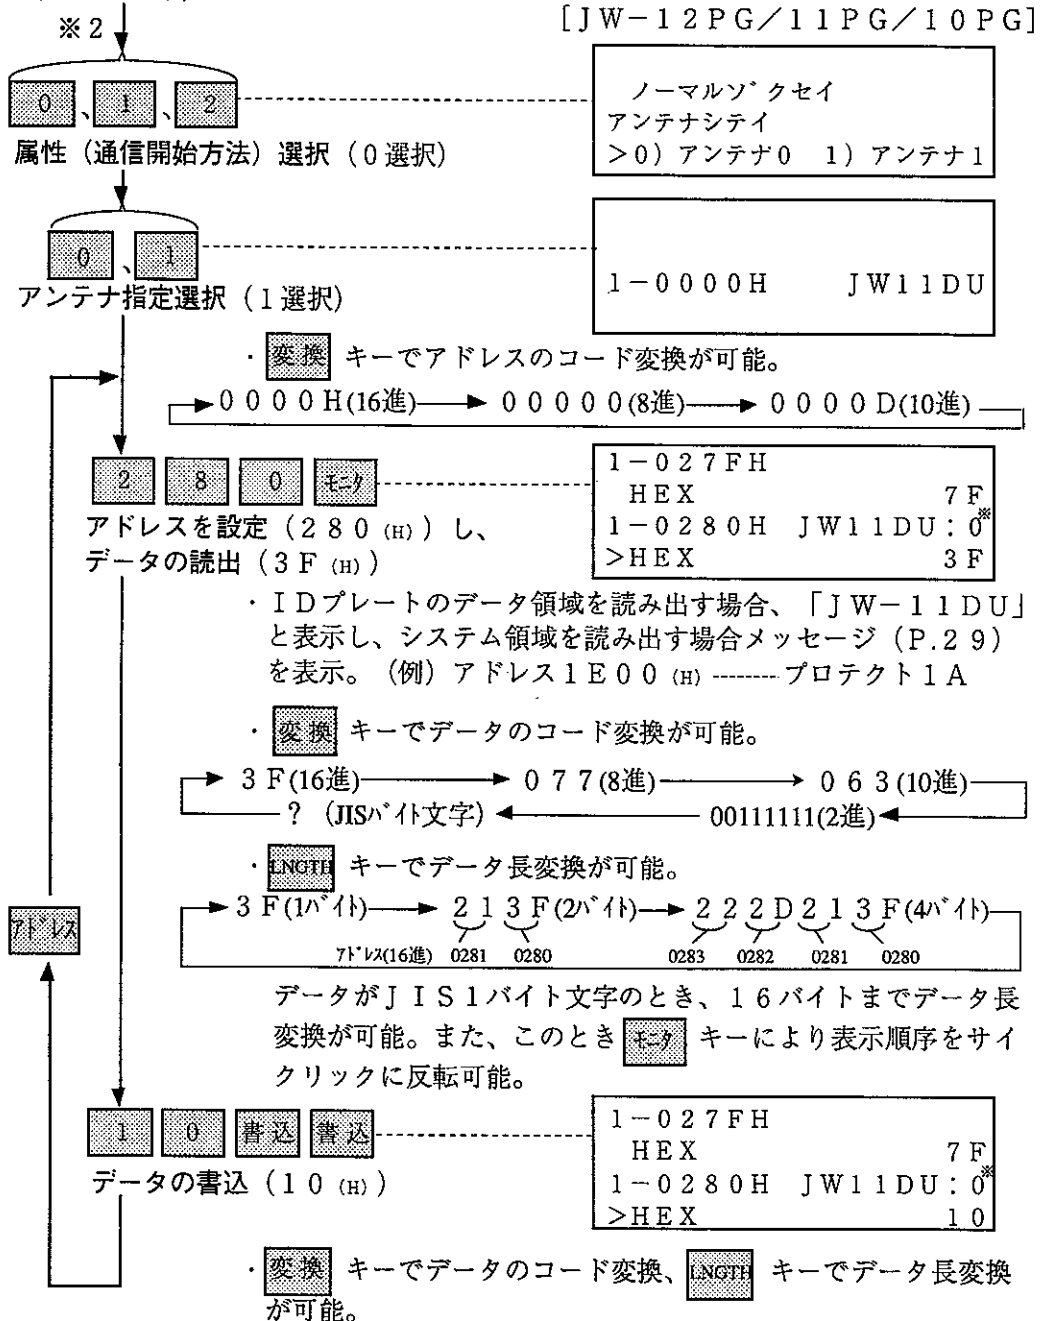 [JW-12PG/11PG/10PG]
※2
0、1、2
属性（通信開始方法）選択（0選択）
ノーマルゾクセイ
アンテナシテイ
>0）アンテナ0 1）アンテナ1
0、1
アンテナ指定選択（1選択）
1-0000H JW11DU
・変換 キーでアドレスのコード変換が可能。
0000H(16進) 00000(8進) 0000D(10進)
2 8 0 モニタ
アドレスを設定（280(H)）し、
データの読出（3F(H)）
1-027FH
HEX 7F
1-0280H JW11DU:0※
>HEX 3F
・IDプレートのデータ領域を読み出す場合、「JW-11DU」
と表示し、システム領域を読み出す場合メッセージ（P.29）
を表示。（例）アドレス1E00(H) -------- プロテクト1A
・変換 キーでデータのコード変換が可能。
3F(16進) 077(8進) 063(10進)
?（JISバイト文字） 00111111(2進)
・LNGTH キーでデータ長変換が可能。
3F(1バイト) 213F(2バイト) 222D213F(4バイト)
アドレス(16進) 0281 0280 0283 0282 0281 0280
アドレス
データがJIS1バイト文字のとき、16バイトまでデータ長
変換が可能。また、このとき モニタ キーにより表示順序をサイ
クリックに反転可能。
1 0 書込 書込
データの書込（10(H)）
1-027FH
HEX 7F
1-0280H JW11DU:0※
>HEX 10
・変換 キーでデータのコード変換、LNGTH キーでデータ長変換
が可能。